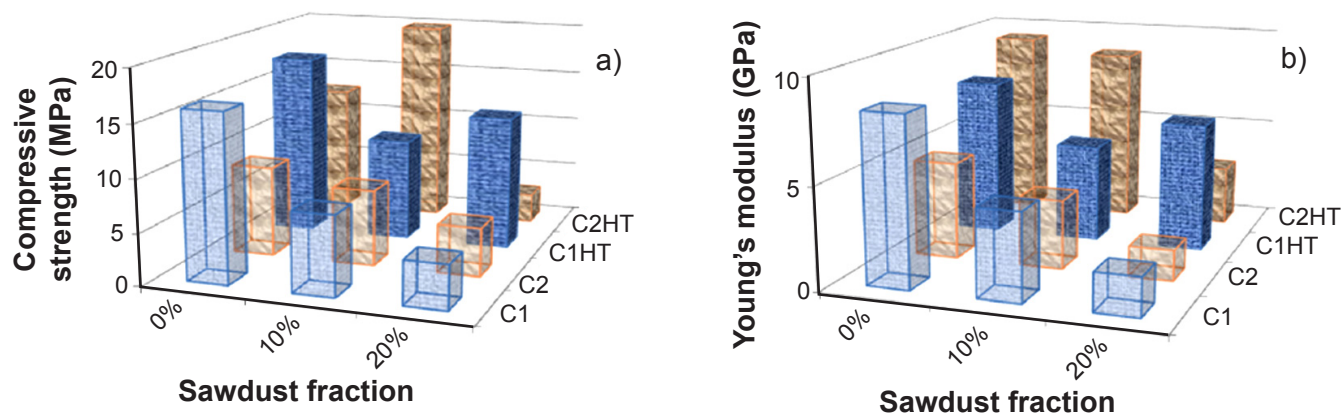 Compressive
strength (MPa)
20
15
10
5
0
a)
0%
10%
20%
C1
C2
C1HT
C2HT
Sawdust fraction
Young’s modulus (GPa)
10
5
0
b)
0%
10%
20%
C1
C2
C1HT
C2HT
Sawdust fraction